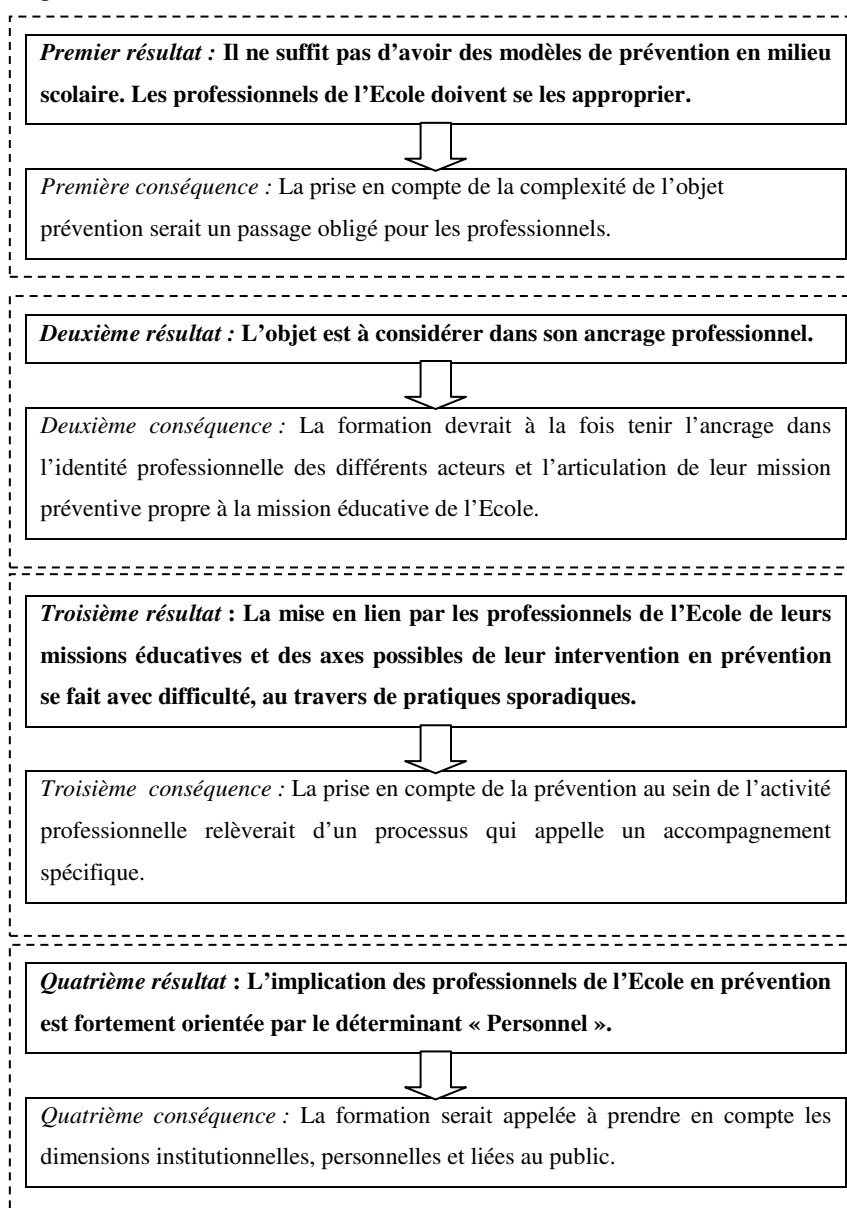 Premier résultat : Il ne suffit pas d'avoir des modèles de prévention en milieu
scolaire. Les professionnels de l'Ecole doivent se les approprier.
Première conséquence : La prise en compte de la complexité de l'objet
prévention serait un passage obligé pour les professionnels.
Deuxième résultat : L'objet est à considérer dans son ancrage professionnel.
Deuxième conséquence : La formation devrait à la fois tenir l'ancrage dans
l'identité professionnelle des différents acteurs et l'articulation de leur mission
préventive propre à la mission éducative de l'Ecole.
Troisième résultat : La mise en lien par les professionnels de l'Ecole de leurs
missions éducatives et des axes possibles de leur intervention en prévention
se fait avec difficulté, au travers de pratiques sporadiques.
Troisième conséquence : La prise en compte de la prévention au sein de l'activité
professionnelle relèverait d'un processus qui appelle un accompagnement
spécifique.
Quatrième résultat : L'implication des professionnels de l'Ecole en prévention
est fortement orientée par le déterminant « Personnel ».
Quatrième conséquence : La formation serait appelée à prendre en compte les
dimensions institutionnelles, personnelles et liées au public.